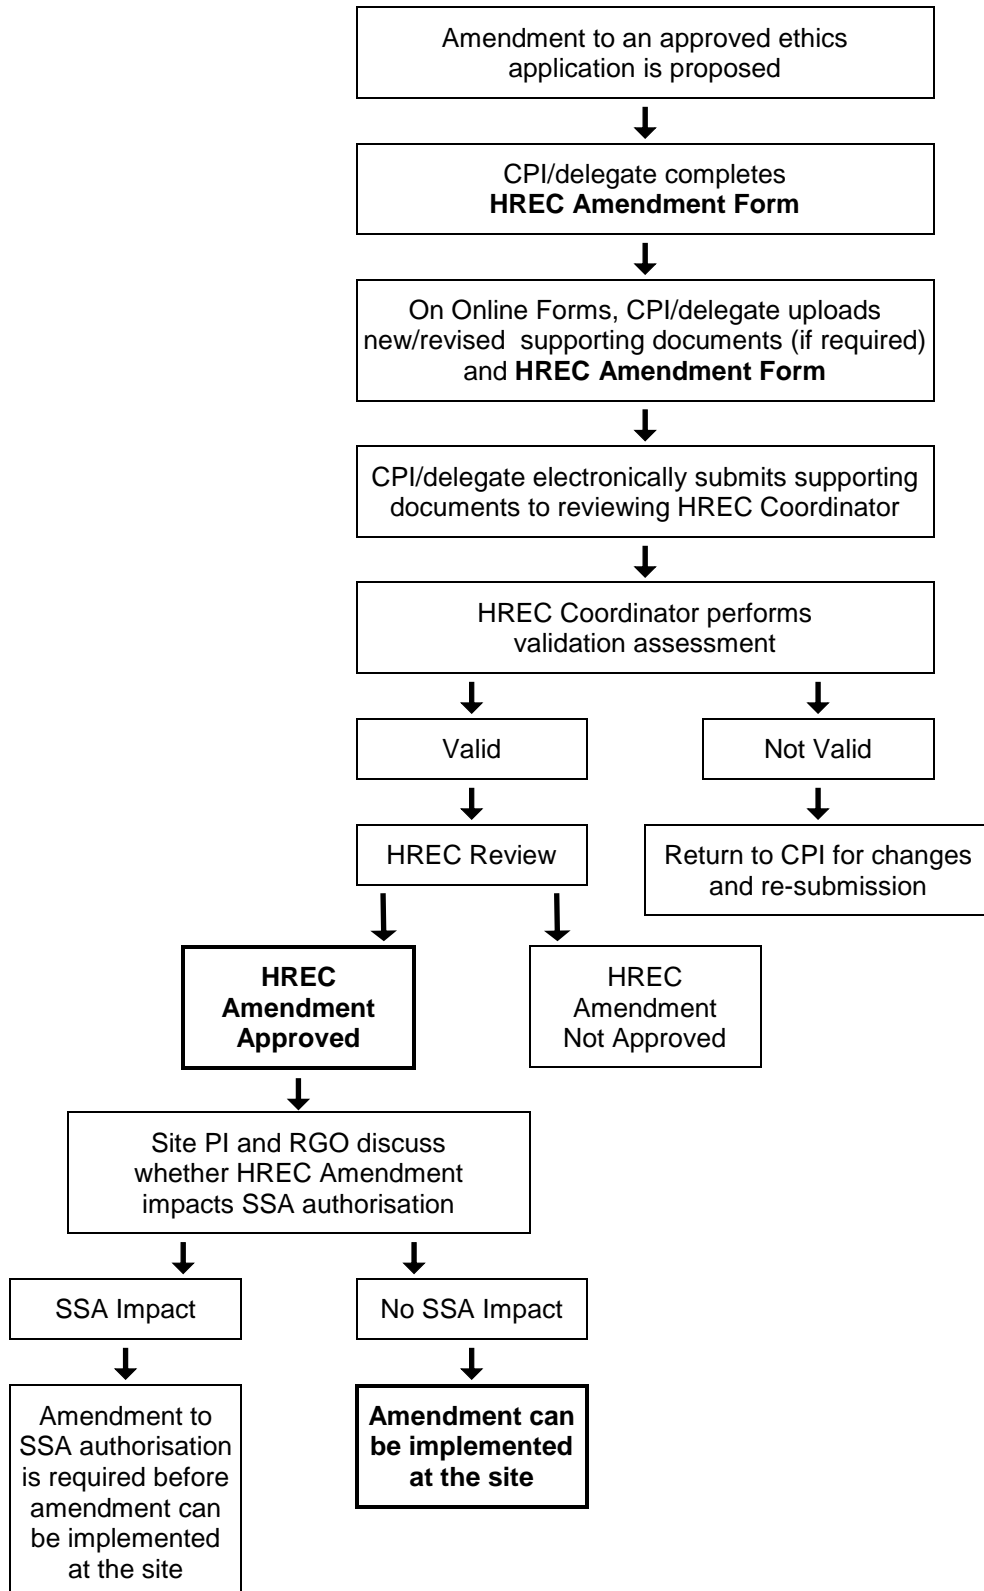 Amendment to an approved ethics
application is proposed
CPI/delegate completes
HREC Amendment Form
On Online Forms, CPI/delegate uploads
new/revised  supporting documents (if required)
and HREC Amendment Form
CPI/delegate electronically submits supporting
documents to reviewing HREC Coordinator
HREC Coordinator performs
validation assessment
Valid
Not Valid
HREC Review
Return to CPI for changes
and re-submission
HREC
Amendment
Approved
HREC
Amendment
Not Approved
Site PI and RGO discuss
whether HREC Amendment
impacts SSA authorisation
SSA Impact
No SSA Impact
Amendment to
SSA authorisation
is required before
amendment can
be implemented
at the site
Amendment can
be implemented
at the site